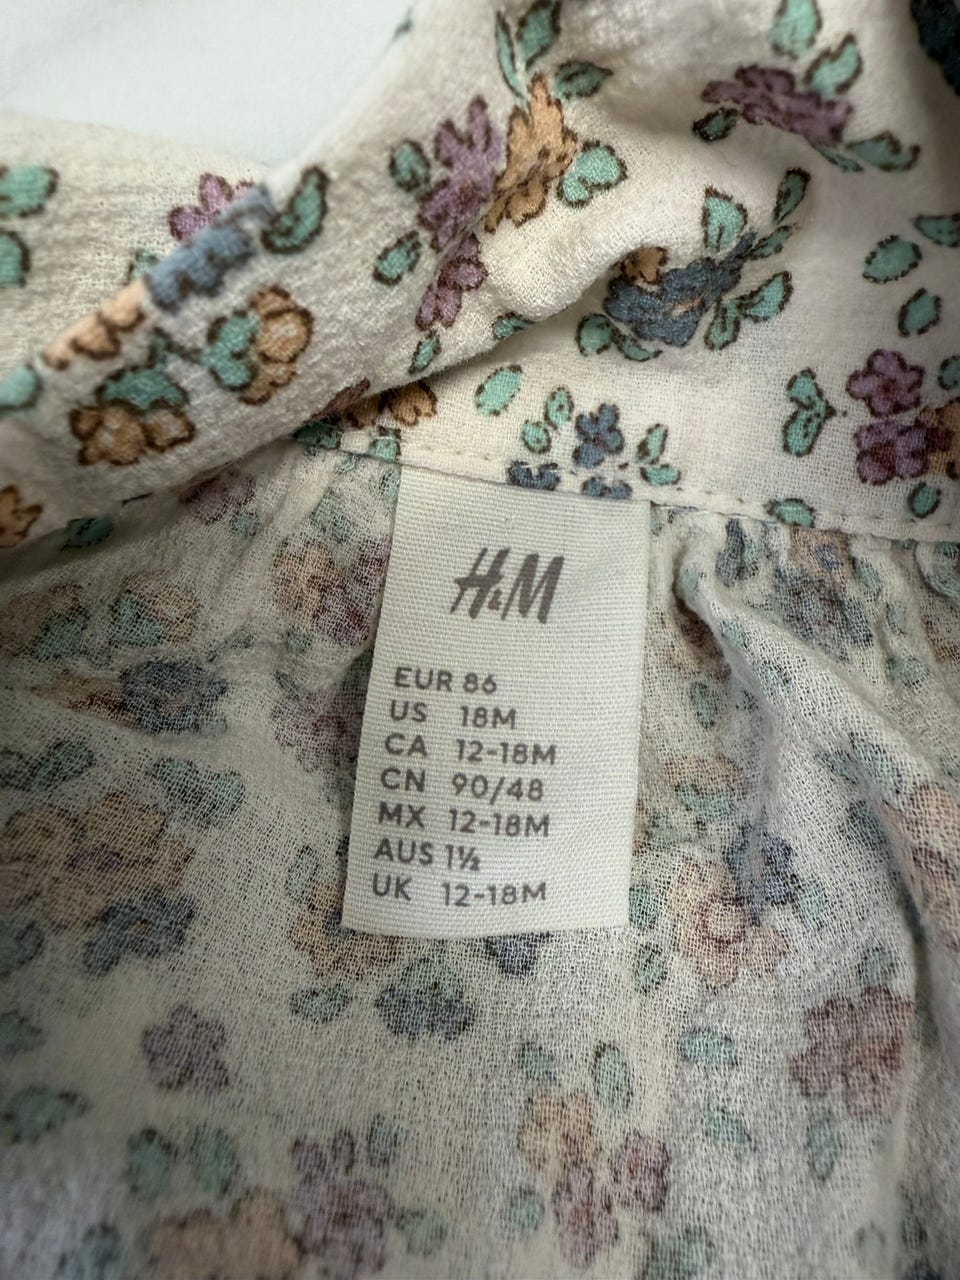 H&M
EUR 86
US 18M
CA 12-18M
CN 90/48
MX 12-18M
AUS 1½
UK 12-18M